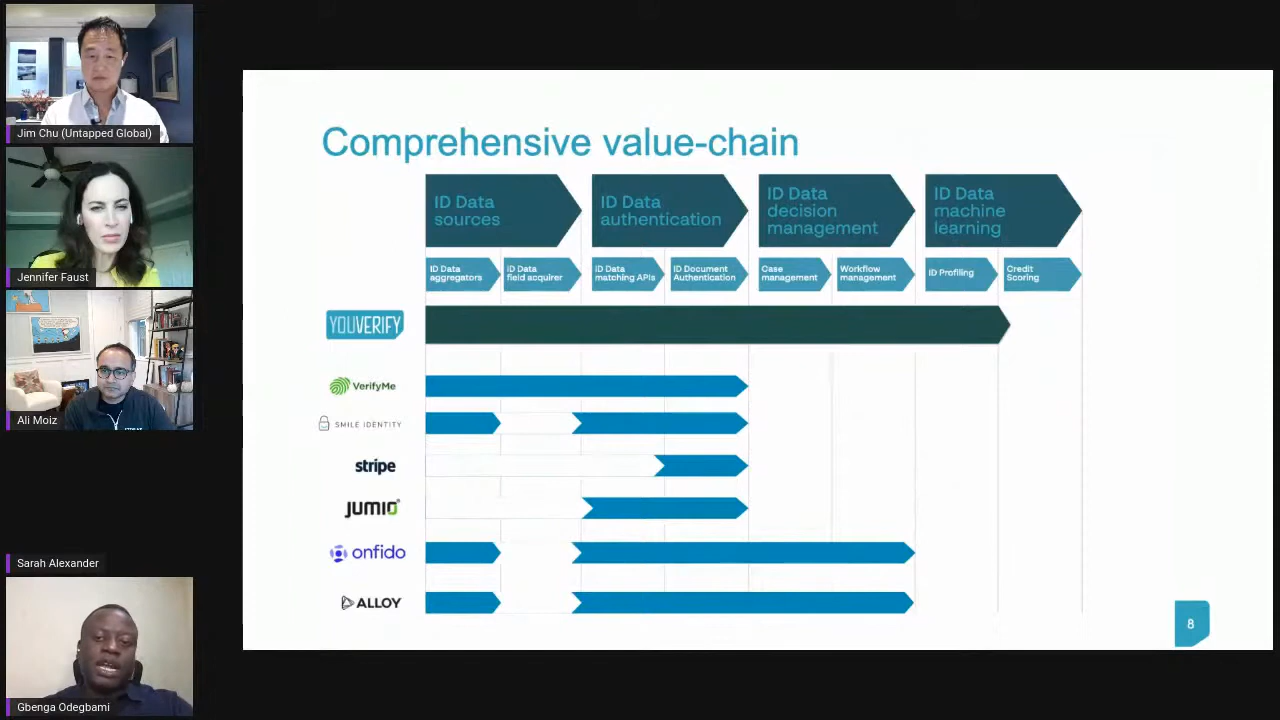 Jim Chu (Untapped Global)
Jennifer Faust
Ali Moiz
Sarah Alexander
Gbenga Odegbami
Comprehensive value-chain
ID Data
sources
ID Data
authentication
ID Data
decision
management
ID Data
machine
learning
ID Data
aggregators
ID Data
field acquirer
ID Data
matching APIs
ID Document
Authentication
Case
management
Workflow
management
ID Profiling
Credit
Scoring
YOUVERIFY
VerifyMe
SMILE IDENTITY
stripe
JUMIO
onfido
ALLOY
8